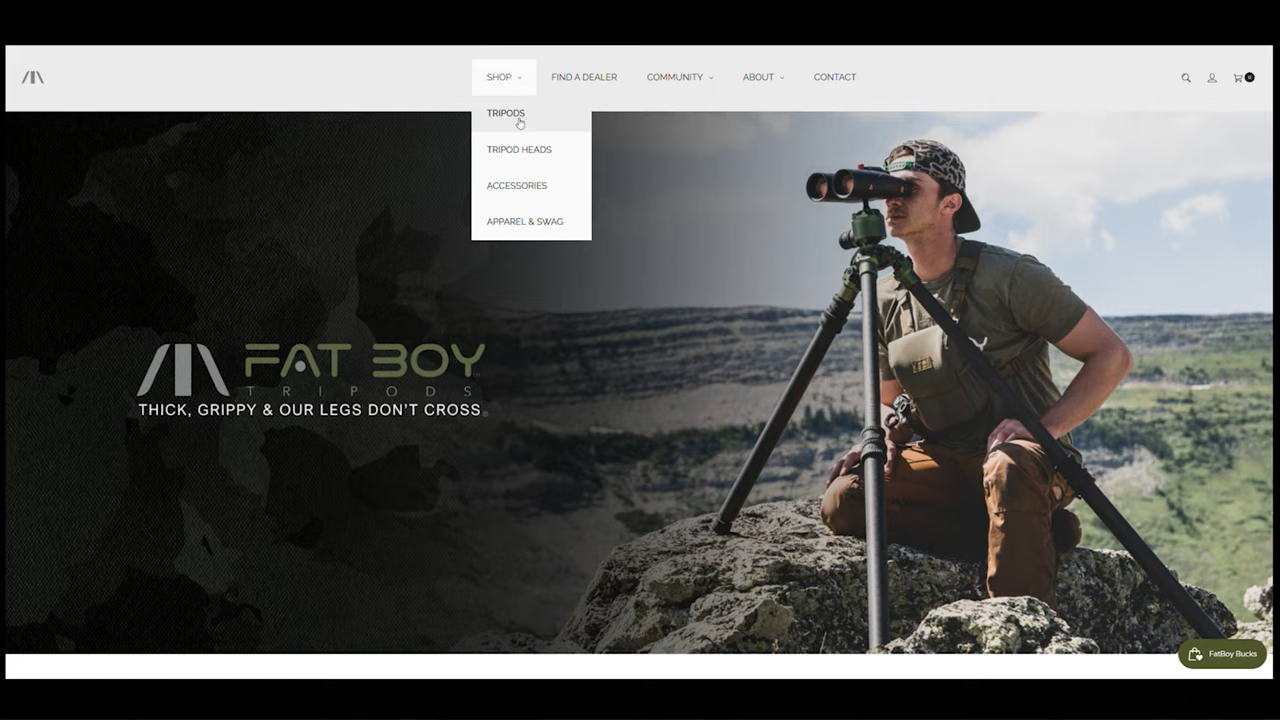 SHOP
FIND A DEALER
COMMUNITY
ABOUT
CONTACT
0
TRIPODS
TRIPOD HEADS
ACCESSORIES
APPAREL & SWAG
FAT BOY
TRIPODS
THICK, GRIPPY & OUR LEGS DON'T CROSS
FatBoy Bucks